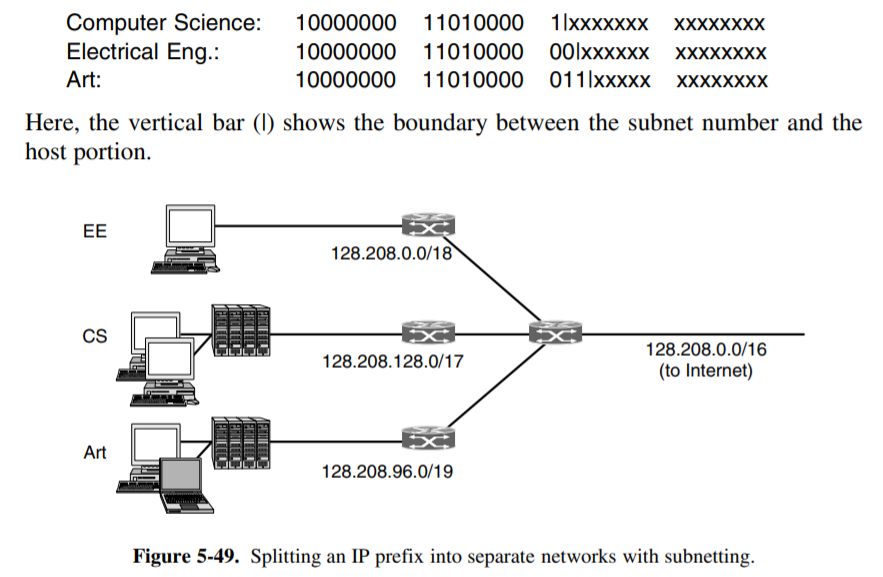 Computer Science: 10000000 11010000 1|xxxxxxx xxxxxxxx
Electrical Eng.: 10000000 11010000 00|xxxxxx xxxxxxxx
Art: 10000000 11010000 011|xxxxx xxxxxxxx
Here, the vertical bar (|) shows the boundary between the subnet number and the
host portion.
EE
128.208.0.0/18
CS
128.208.128.0/17
128.208.0.0/16
(to Internet)
Art
128.208.96.0/19
Figure 5-49. Splitting an IP prefix into separate networks with subnetting.